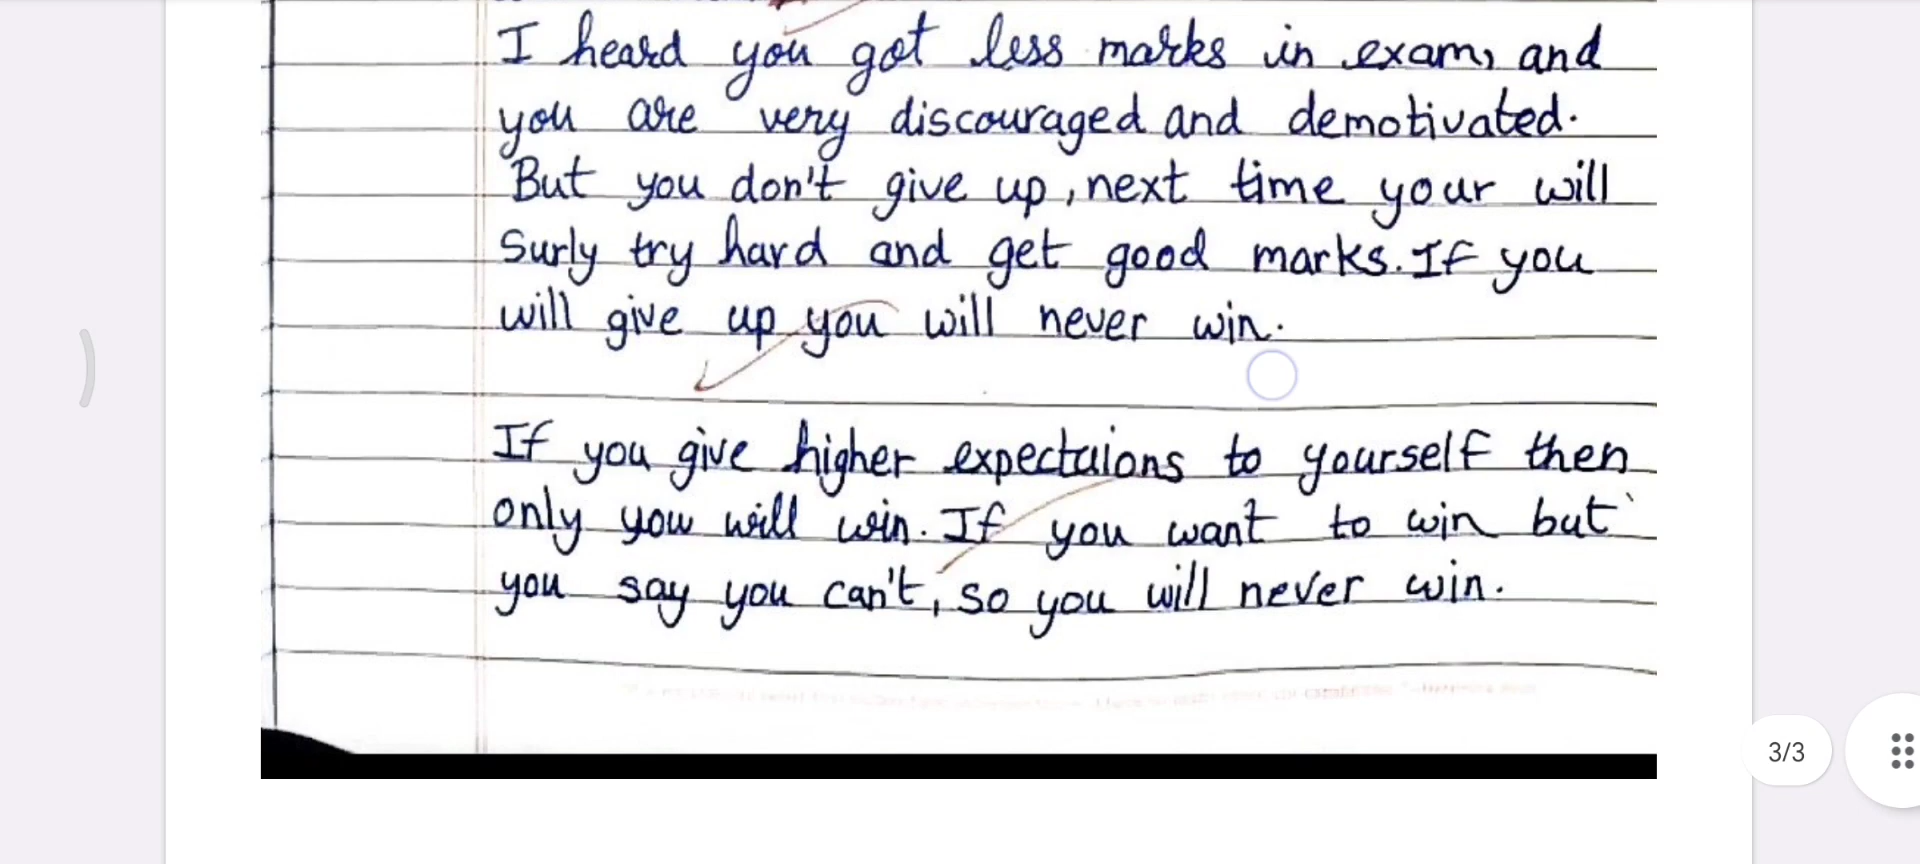 I heard you got less marks in exam, and
you are very discouraged and demotivated.
But you don't give up, next time your will
Surly try hard and get good marks. If you
will give up you will never win.
If you give higher expectaions to yourself then
only you will win. If you want to win but
you say you can't, so you will never win.
3/3